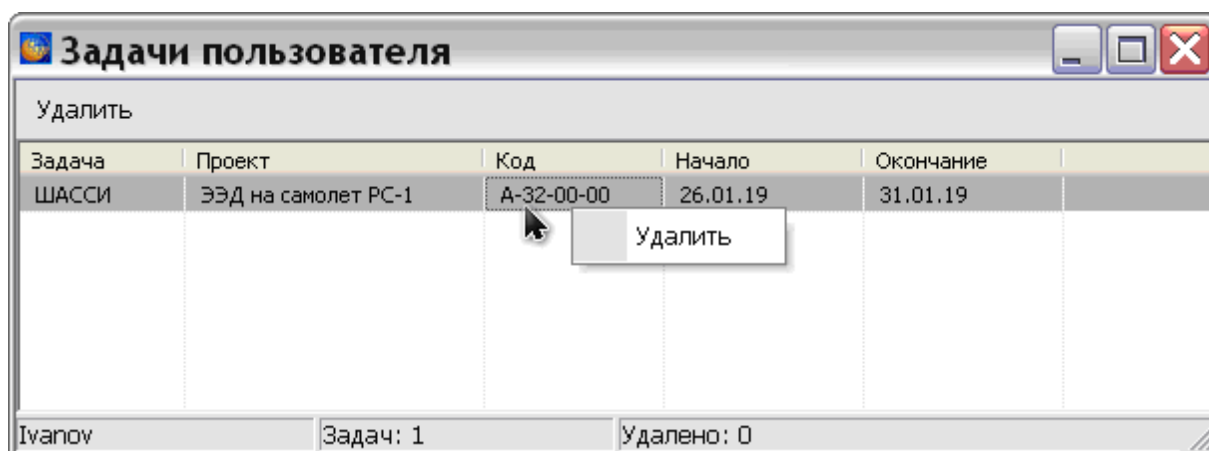 Задачи пользователя
Удалить
Задача Проект Код Начало Окончание
ШАССИ ЭЭД на самолет РС-1 А-32-00-00 26.01.19 31.01.19
Удалить
Ivanov Задач: 1 Удалено: 0